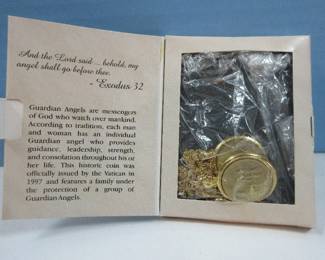 And the Lord said ... behold, my
angel shall go before thee.
- Exodus 32
Guardian Angels are messengers
of God who watch over mankind.
According to tradition, each man
and woman has an individual
Guardian angel who provides
guidance, leadership, strength,
and consolation throughout his or
her life. This historic coin was
officially issued by the Vatican in
1997 and features a family under
the protection of a group of
Guardian Angels.